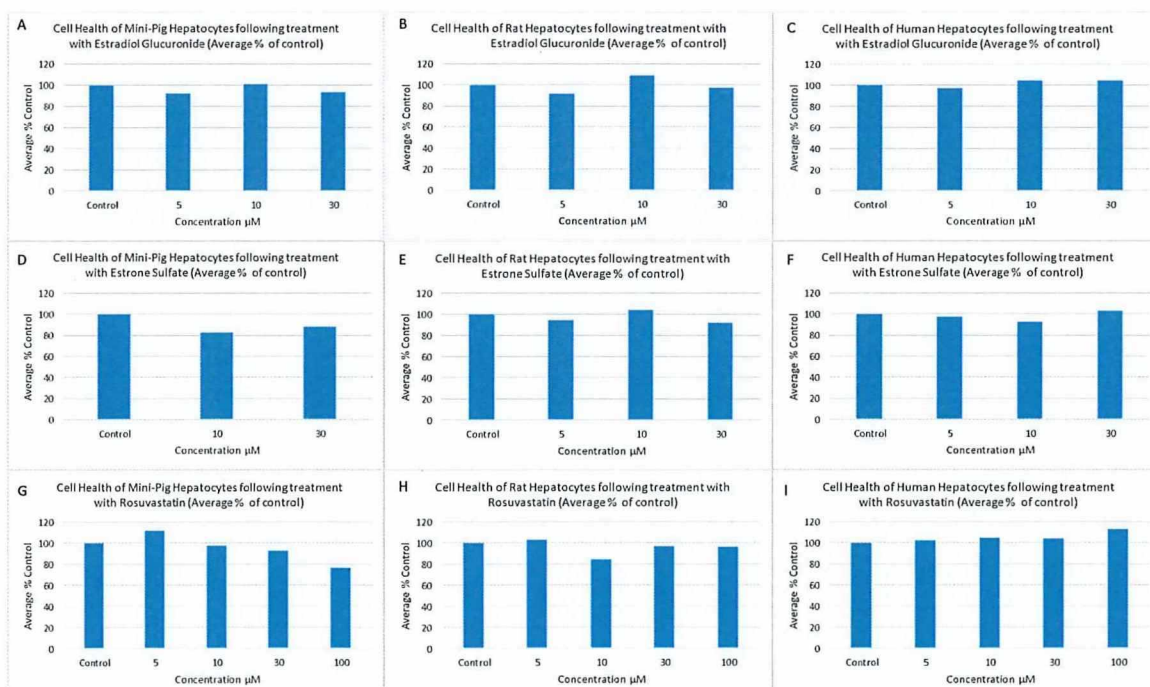 A
Cell Health of Mini-Pig Hepatocytes following treatment
with Estradiol Glucuronide (Average % of control)
Average % Control
120
100
80
60
40
20
0
Control 5 10 30
Concentration µM
B
Cell Health of Rat Hepatocytes following treatment with
Estradiol Glucuronide (Average % of control)
Average % Control
120
100
80
60
40
20
0
Control 5 10 30
Concentration µM
C
Cell Health of Human Hepatocytes following treatment
with Estradiol Glucuronide (Average % of control)
Average % Control
120
100
80
60
40
20
0
Control 5 10 30
Concentration µM
D
Cell Health of Mini-Pig Hepatocytes following treatment
with Estrone Sulfate (Average % of control)
Average % Control
120
100
80
60
40
20
0
Control 10 30
Concentration µM
E
Cell Health of Rat Hepatocytes following treatment with
Estrone Sulfate (Average % of control)
Average % Control
120
100
80
60
40
20
0
Control 5 10 30
Concentration µM
F
Cell Health of Human Hepatocytes following treatment
with Estrone Sulfate (Average % of control)
Average % Control
120
100
80
60
40
20
0
Control 5 10 30
Concentration µM
G
Cell Health of Mini-Pig Hepatocytes following treatment
with Rosuvastatin (Average % of control)
Average % Control
120
100
80
60
40
20
0
Control 5 10 30 100
Concentration µM
H
Cell Health of Rat Hepatocytes following treatment with
Rosuvastatin (Average % of control)
Average % Control
120
100
80
60
40
20
0
Control 5 10 30 100
Concentration µM
I
Cell Health of Human Hepatocytes following treatment
with Rosuvastatin (Average % of control)
Average % Control
120
100
80
60
40
20
0
Control 5 10 30 100
Concentration µM